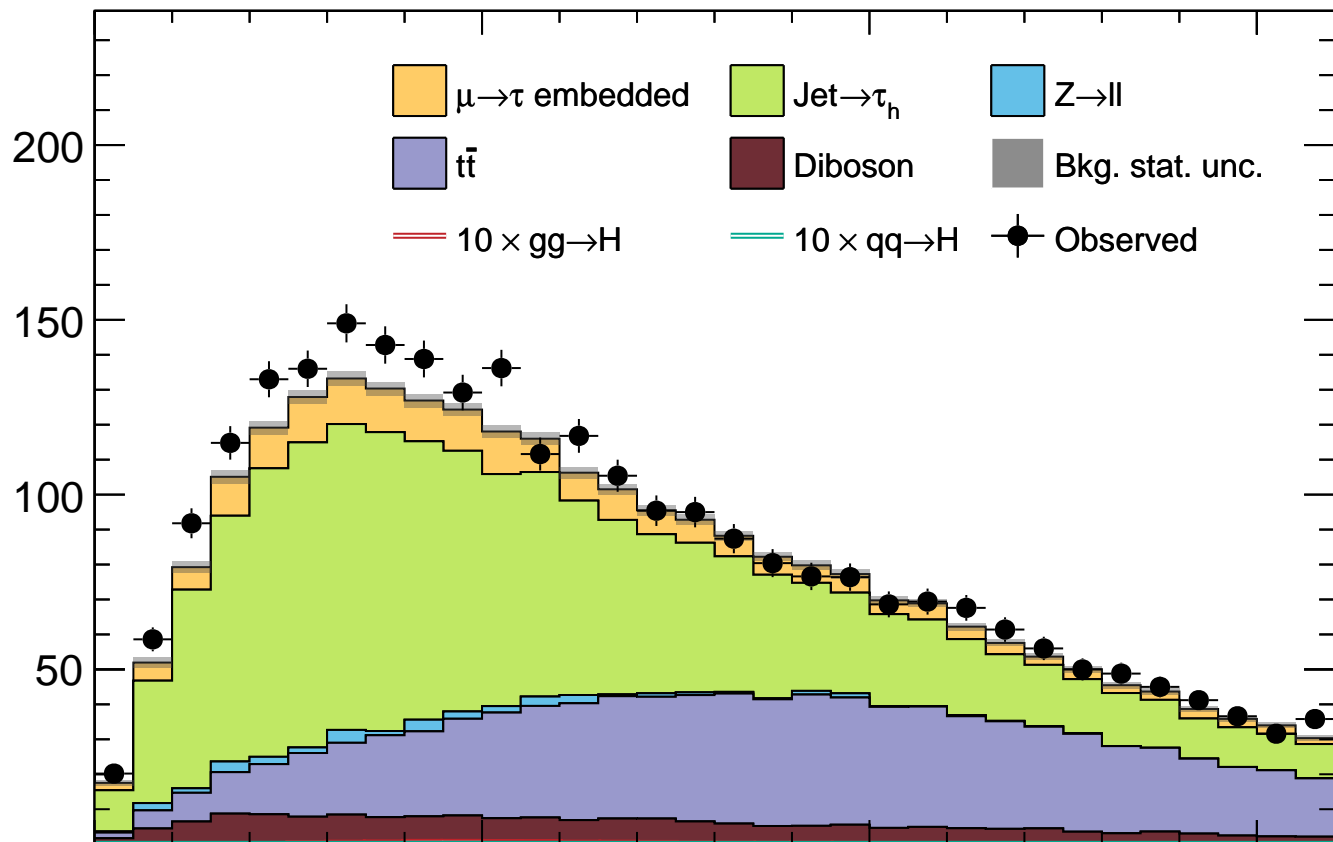 μ→τ embedded Jet→τₕ Z→ll
200
tt̄ Diboson Bkg. stat. unc.
10 × gg→H 10 × qq→H Observed
150
100
50